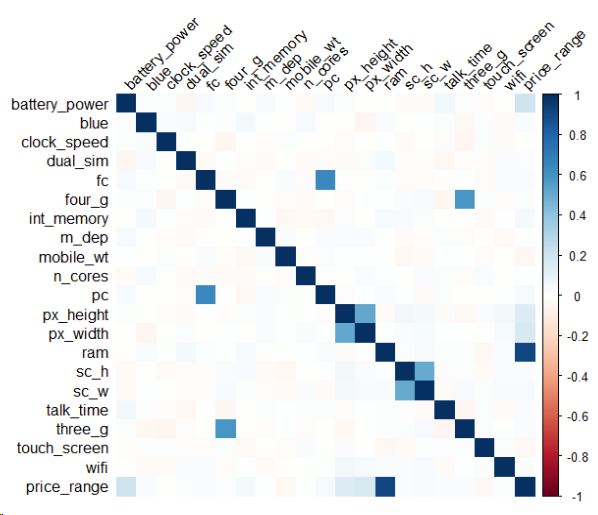 battery_power
blue
clock_speed
dual_sim
fc
four_g
int_memory
m_dep
mobile_wt
n_cores
pc
px_height
px_width
ram
sc_h
sc_w
talk_time
three_g
touch_screen
wifi
price_range
battery_power
blue
clock_speed
dual_sim
fc
four_g
int_memory
m_dep
mobile_wt
n_cores
pc
px_height
px_width
ram
sc_h
sc_w
talk_time
three_g
touch_screen
wifi
price_range
1
0.8
0.6
0.4
0.2
0
-0.2
-0.4
-0.6
-0.8
-1